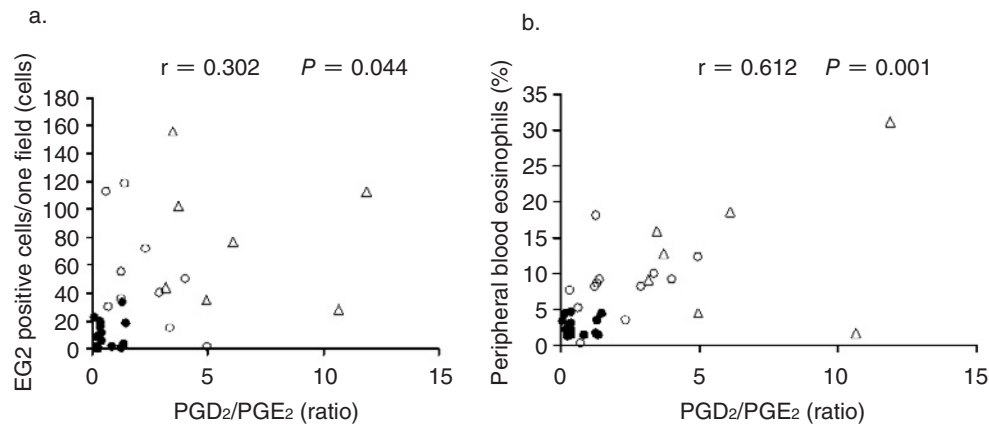 a.
r = 0.302 P = 0.044
EG2 positive cells/one field (cells)
180
160
140
120
100
80
60
40
20
0
0 5 10 15
PGD2/PGE2 (ratio)
b.
r = 0.612 P = 0.001
Peripheral blood eosinophils (%)
35
30
25
20
15
10
5
0
0 5 10 15
PGD2/PGE2 (ratio)